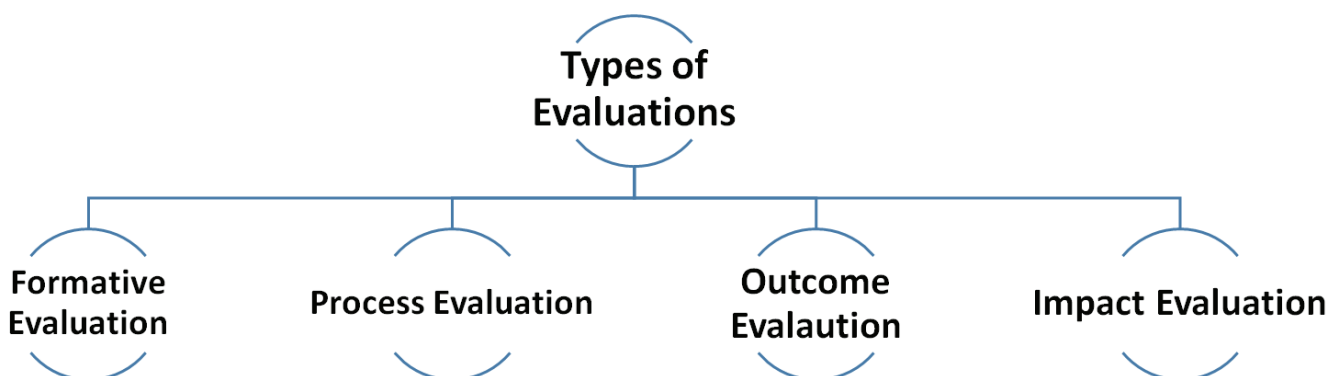 Types of
Evaluations
Formative
Evaluation
Process Evaluation
Outcome
Evalaution
Impact Evaluation